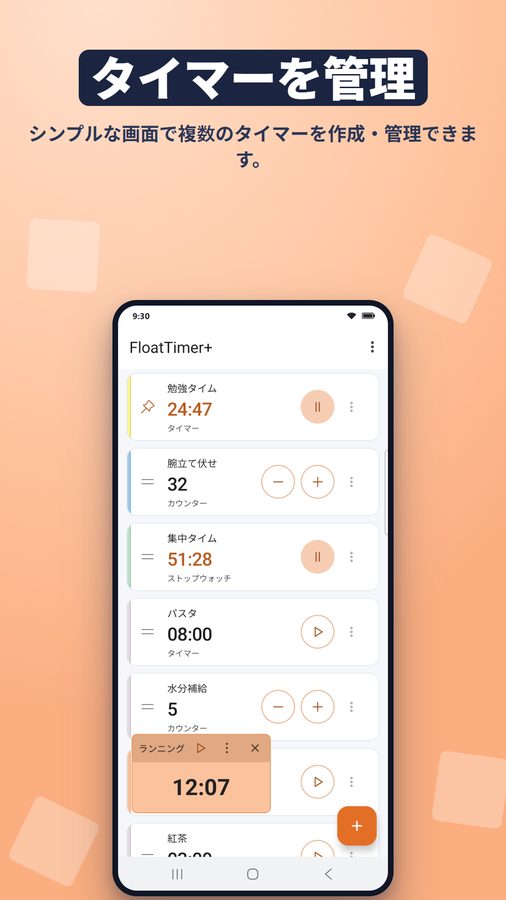 タイマーを管理
シンプルな画面で複数のタイマーを作成・管理できま
す。
9:30
FloatTimer+
勉強タイム
24:47
タイマー
腕立て伏せ
32
カウンター
集中タイム
51:28
ストップウォッチ
パスタ
08:00
タイマー
水分補給
5
カウンター
ランニング
12:07
紅茶